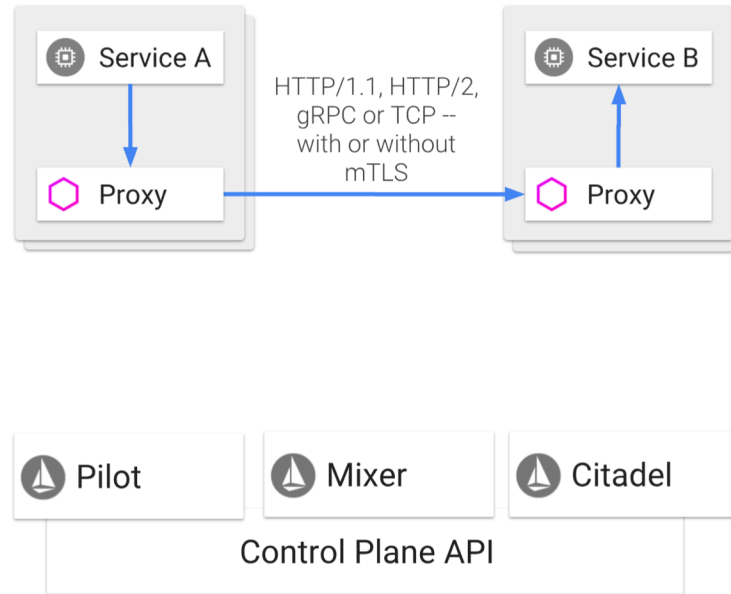 Service A
Service B
HTTP/1.1, HTTP/2,
gRPC or TCP --
with or without
mTLS
Proxy
Proxy
Pilot
Mixer
Citadel
Control Plane API